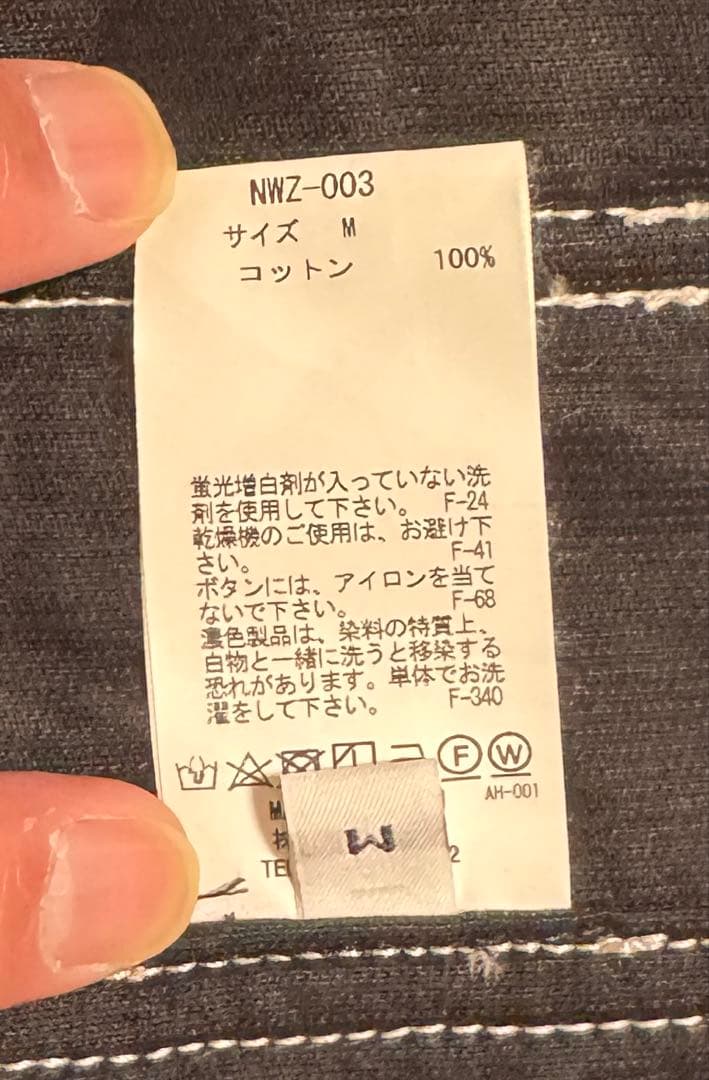 NWZ-003
サイズ M
コットン 100%
蛍光増白剤が入っていない洗
剤を使用して下さい。 F-24
乾燥機のご使用は、お避け下
さい。 F-41
ボタンには、アイロンを当て
ないで下さい。 F-68
濃色製品は、染料の特質上、
白物と一緒に洗うと移染する
恐れがあります。単体でお洗
濯をして下さい。 F-340
F W
AH-001
M
TEL
2